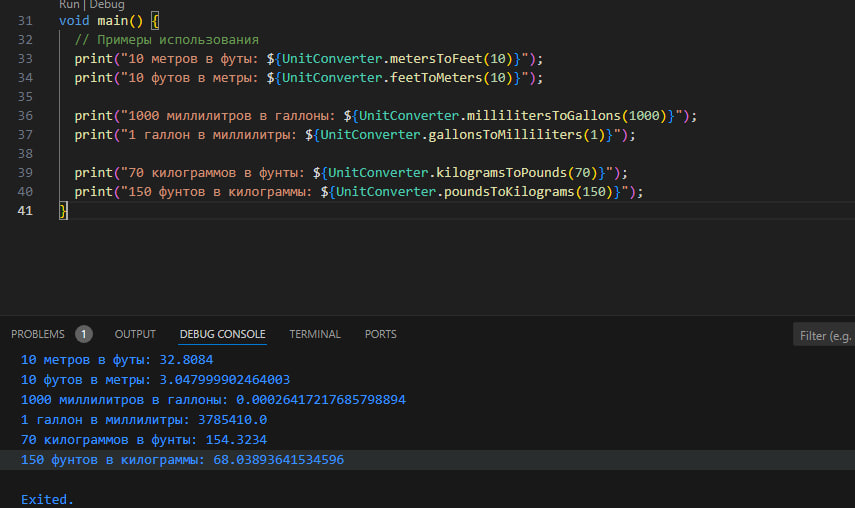 Run | Debug
31 void main() {
32 // Примеры использования
33 print("10 метров в футы: ${UnitConverter.metersToFeet(10)}");
34 print("10 футов в метры: ${UnitConverter.feetToMeters(10)}");
35
36 print("1000 миллилитров в галлоны: ${UnitConverter.millilitersToGallons(1000)}");
37 print("1 галлон в миллилитры: ${UnitConverter.gallonsToMilliliters(1)}");
38
39 print("70 килограммов в фунты: ${UnitConverter.kilogramsToPounds(70)}");
40 print("150 фунтов в килограммы: ${UnitConverter.poundsToKilograms(150)}");
41 }
PROBLEMS 1 OUTPUT DEBUG CONSOLE TERMINAL PORTS Filter (e.g.
10 метров в футы: 32.8084
10 футов в метры: 3.047999902464003
1000 миллилитров в галлоны: 0.00026417217685798894
1 галлон в миллилитры: 3785410.0
70 килограммов в фунты: 154.3234
150 фунтов в килограммы: 68.03893641534596
Exited.